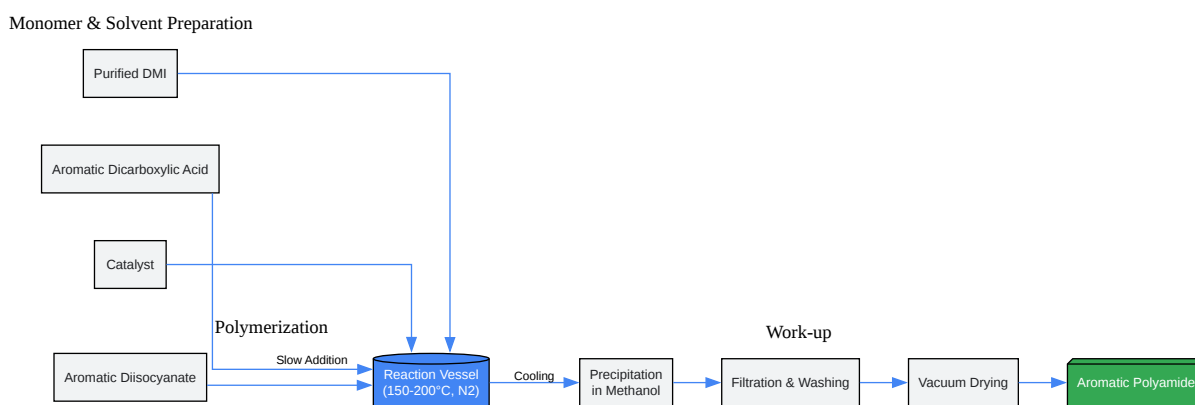 Monomer & Solvent Preparation
Purified DMI
Aromatic Dicarboxylic Acid
Catalyst
Polymerization
Slow Addition
Aromatic Diisocyanate
Reaction Vessel
(150-200°C, N2)
Cooling
Precipitation
in Methanol
Work-up
Filtration & Washing
Vacuum Drying
Aromatic Polyamide